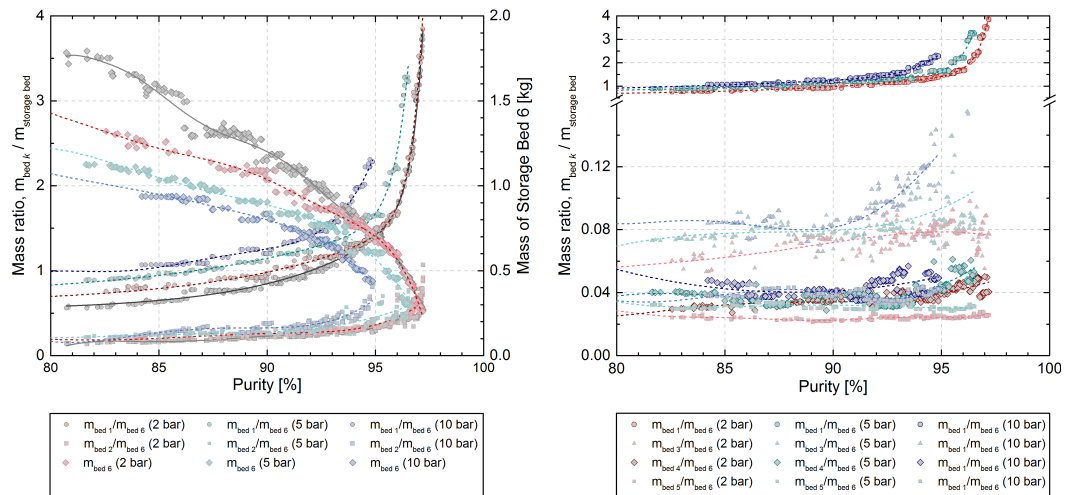 Mass ratio, m bed,k / m storage bed
4
3
2
1
0
2.0
1.5
1.0
0.5
0.0
Mass of Storage Bed 6 [kg]
80 85 90 95 100
Purity [%]
m bed 1/m bed 6 (2 bar) m bed 1/m bed 6 (5 bar) m bed 1/m bed 6 (10 bar)
m bed 2/m bed 6 (2 bar) m bed 2/m bed 6 (5 bar) m bed 2/m bed 6 (10 bar)
m bed 6 (2 bar) m bed 6 (5 bar) m bed 6 (10 bar)
Mass ratio, m bed,k / m storage bed
4
3
2
1
0.12
0.08
0.04
0.00
80 85 90 95 100
Purity [%]
m bed 1/m bed 6 (2 bar) m bed 1/m bed 6 (5 bar) m bed 1/m bed 6 (10 bar)
m bed 3/m bed 6 (2 bar) m bed 3/m bed 6 (5 bar) m bed 1/m bed 6 (10 bar)
m bed 4/m bed 6 (2 bar) m bed 4/m bed 6 (5 bar) m bed 1/m bed 6 (10 bar)
m bed 5/m bed 6 (2 bar) m bed 5/m bed 6 (5 bar) m bed 1/m bed 6 (10 bar)